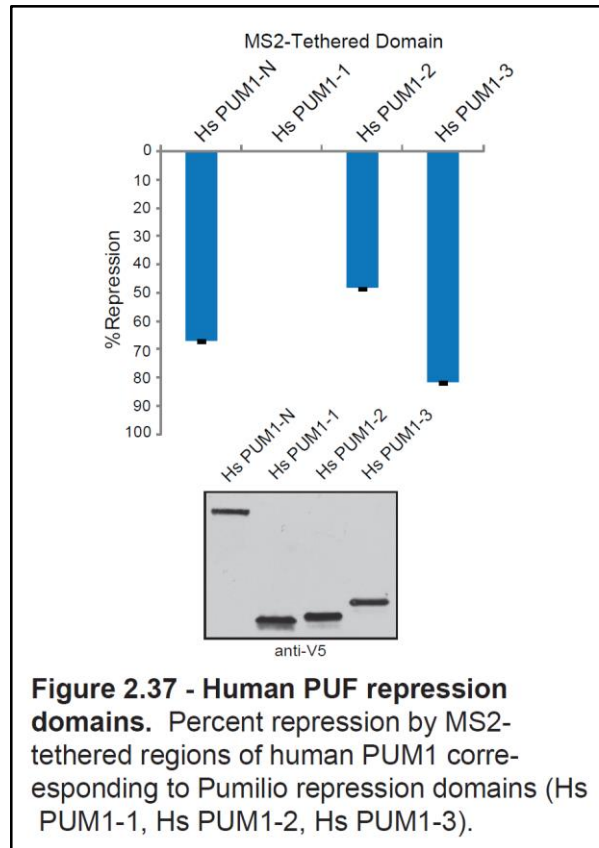 MS2-Tethered Domain
Hs PUM1-N
Hs PUM1-1
Hs PUM1-2
Hs PUM1-3
%Repression
0
10
20
30
40
50
60
70
80
90
100
Hs PUM1-N
Hs PUM1-1
Hs PUM1-2
Hs PUM1-3
anti-V5
Figure 2.37 - Human PUF repression
domains. Percent repression by MS2-
tethered regions of human PUM1 corre-
esponding to Pumilio repression domains (Hs
PUM1-1, Hs PUM1-2, Hs PUM1-3).